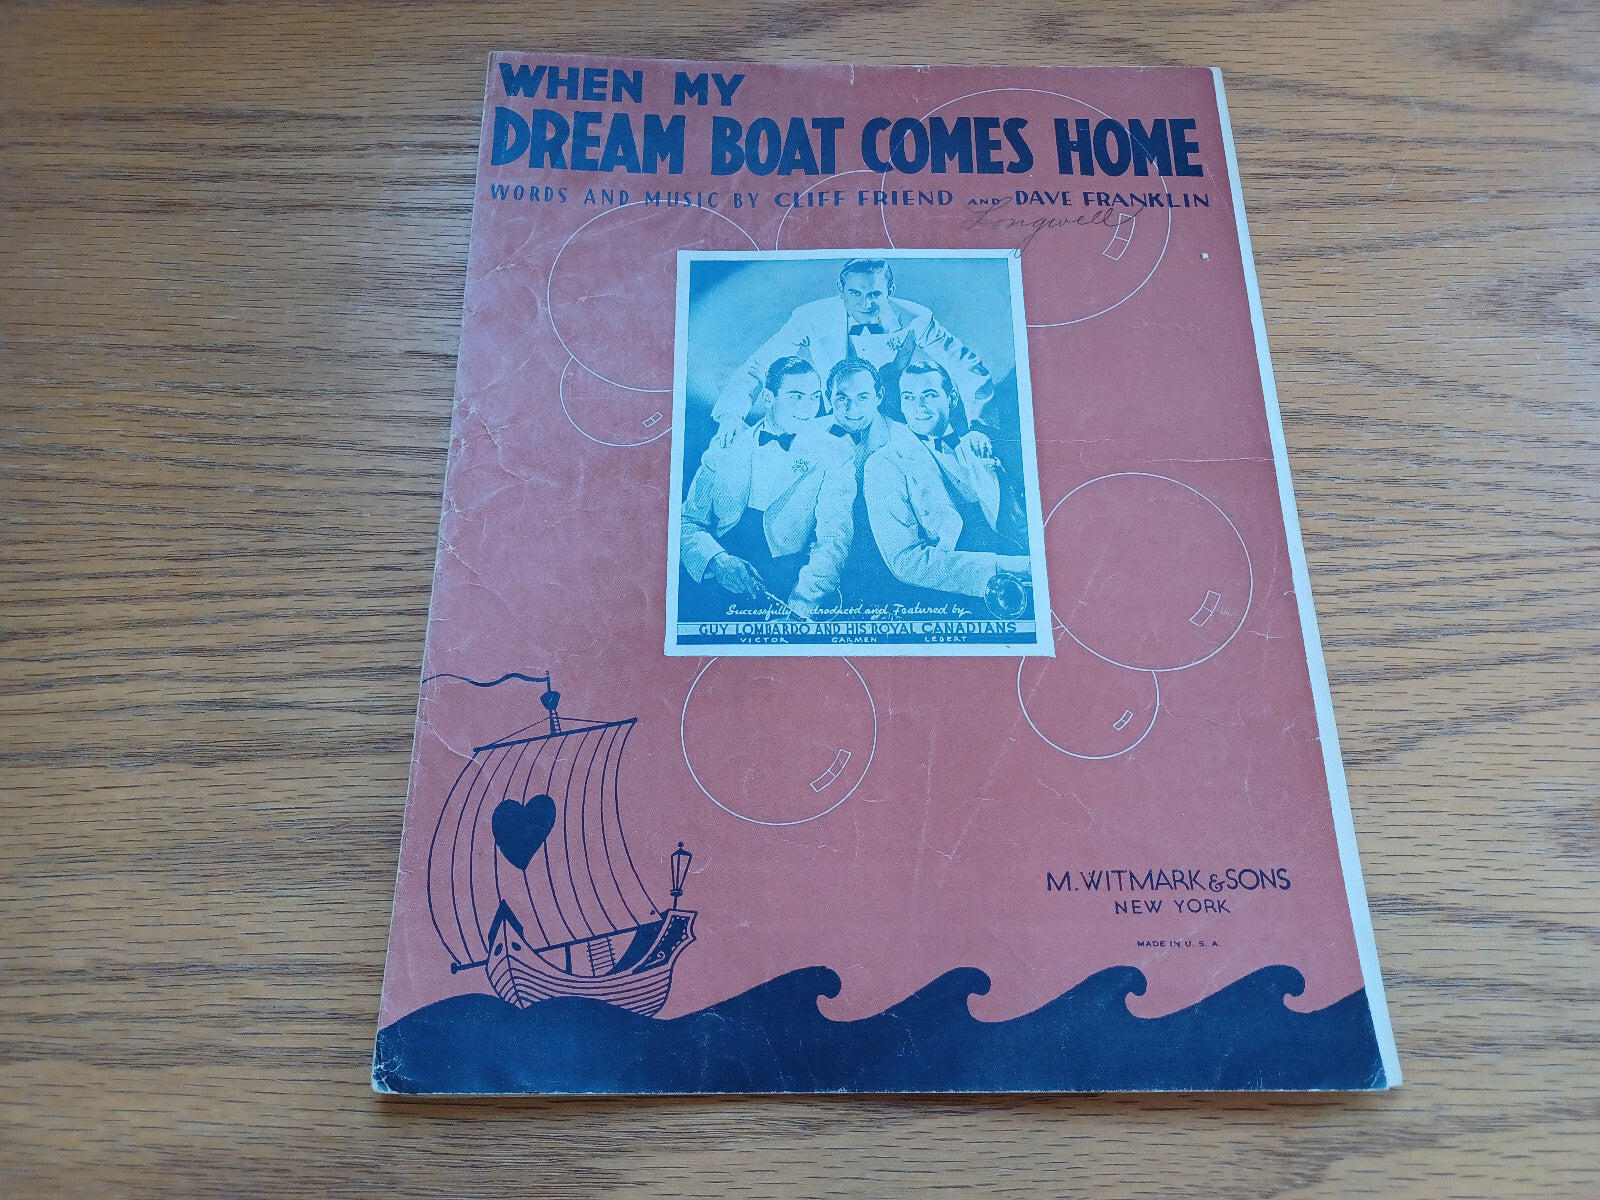 WHEN MY
DREAM BOAT COMES HOME
WORDS AND MUSIC BY CLIFF FRIEND AND DAVE FRANKLIN
Longwell
Successfully Introduced and Featured by
GUY LOMBARDO AND HIS ROYAL CANADIANS
VICTOR CARMEN LEBERT
M. WITMARK & SONS
NEW YORK
MADE IN U. S. A.